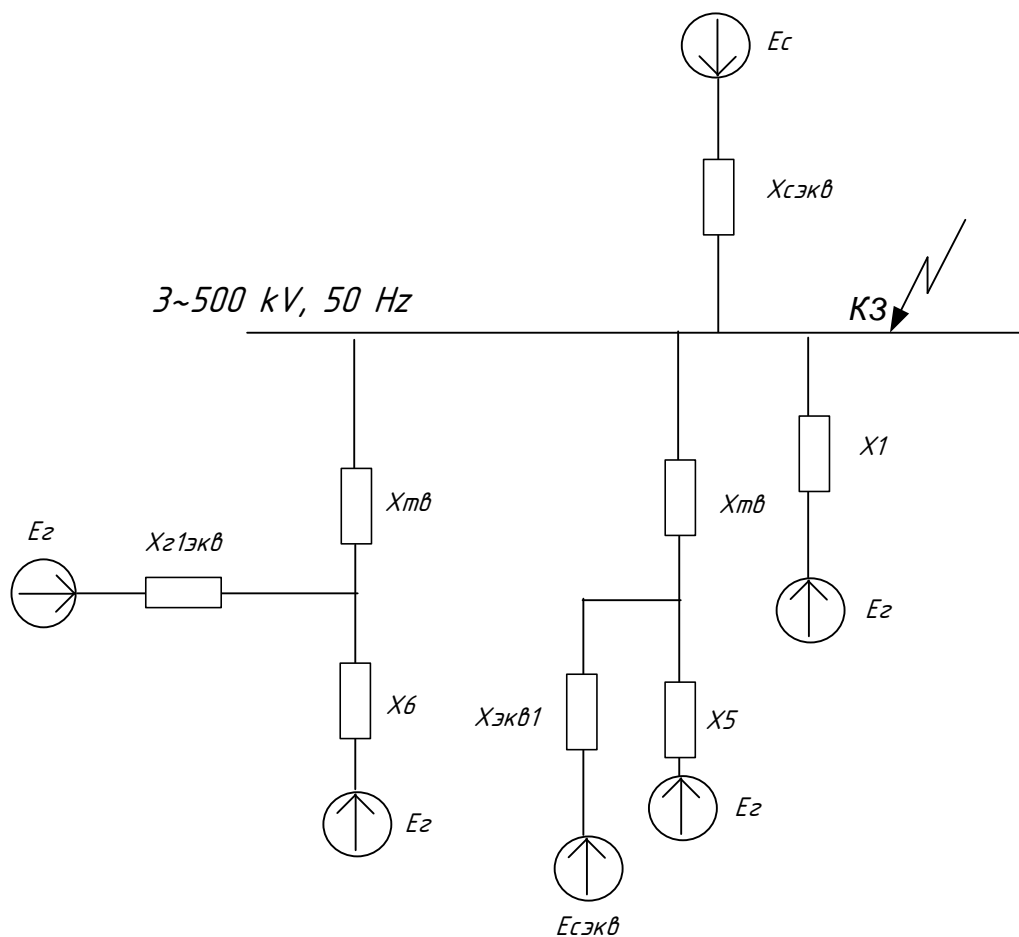 Ес
Хсэкв
3~500 kV, 50 Hz
КЗ
Х1
Хтв
Хтв
Ег
Хг1экв
Ег
Х6
Хэкв1
Х5
Ег
Ег
Есэкв